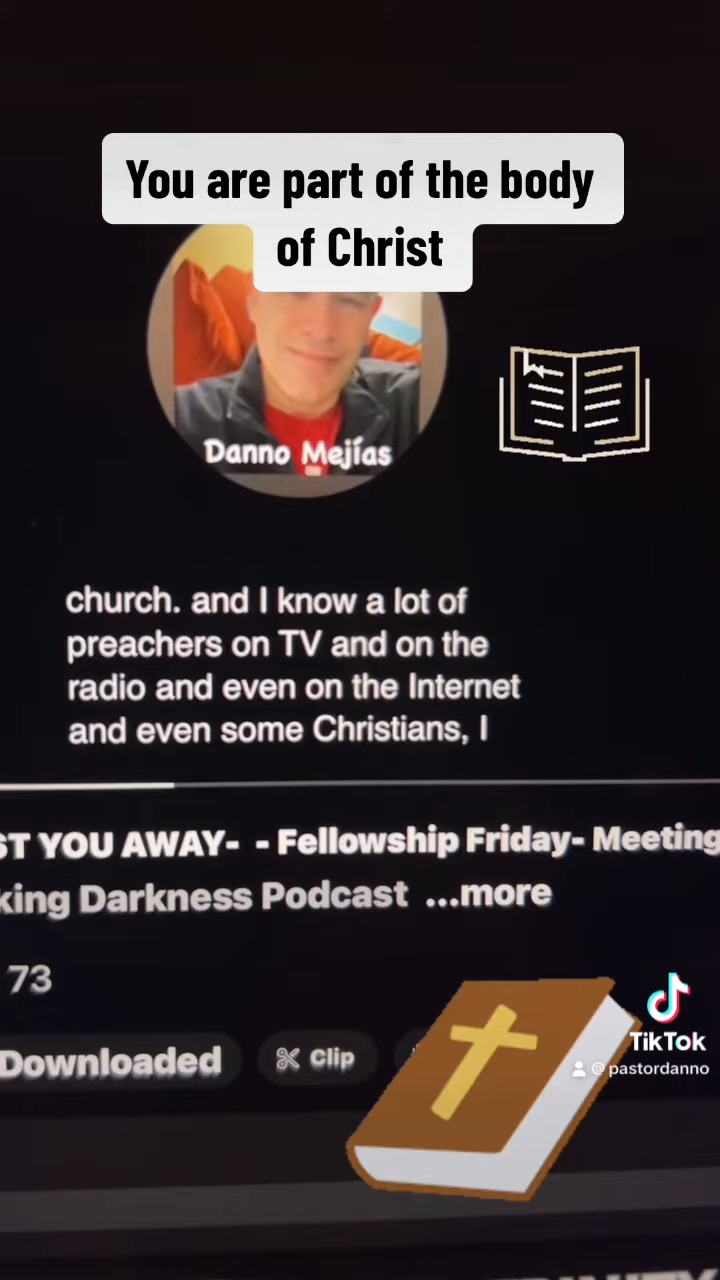 You are part of the body
of Christ
Danno Mejías
church. and I know a lot of
preachers on TV and on the
radio and even on the Internet
and even some Christians, I
ST YOU AWAY- - Fellowship Friday- Meeting
king Darkness Podcast ...more
73
Downloaded
Clip
TikTok
@pastordanno